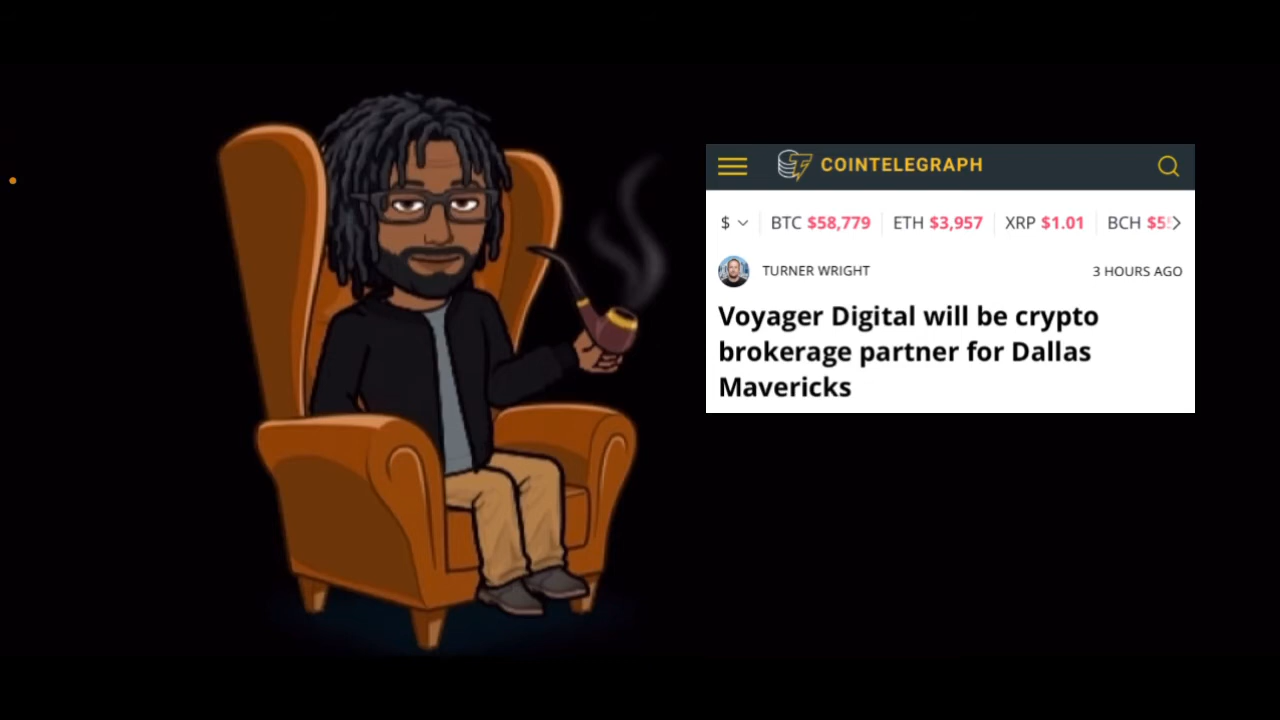 COINTELEGRAPH
$ BTC $58,779 ETH $3,957 XRP $1.01 BCH
TURNER WRIGHT 3 HOURS AGO
Voyager Digital will be crypto
brokerage partner for Dallas
Mavericks